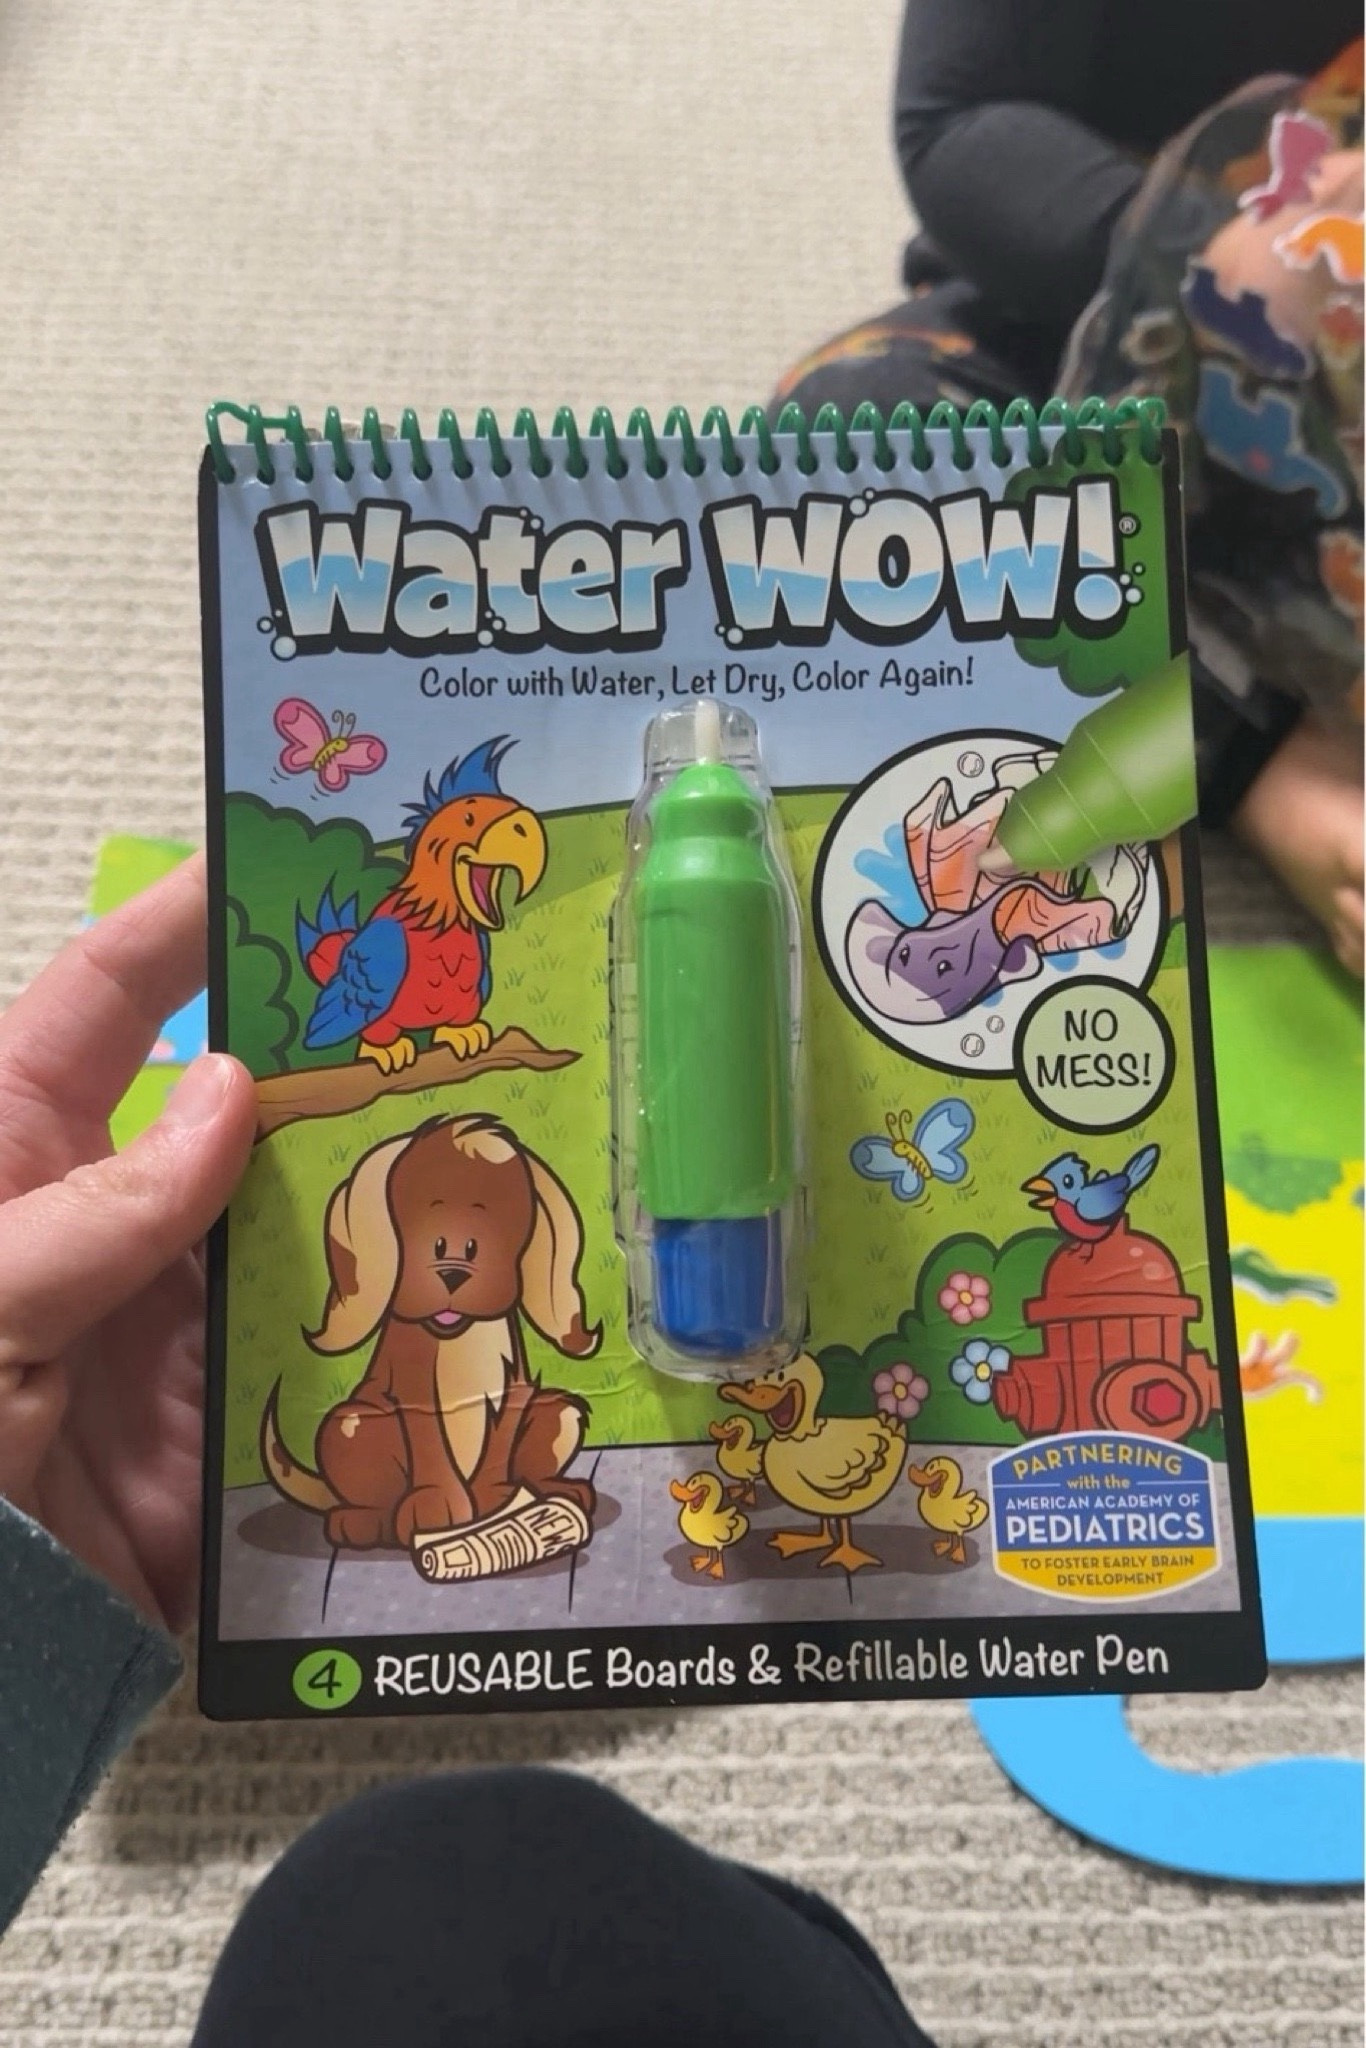 Water WOW!®
Color with Water, Let Dry, Color Again!
NO
MESS!
NEWS
PARTNERING
with the
AMERICAN ACADEMY OF
PEDIATRICS
TO FOSTER EARLY BRAIN
DEVELOPMENT
4 REUSABLE Boards & Refillable Water Pen